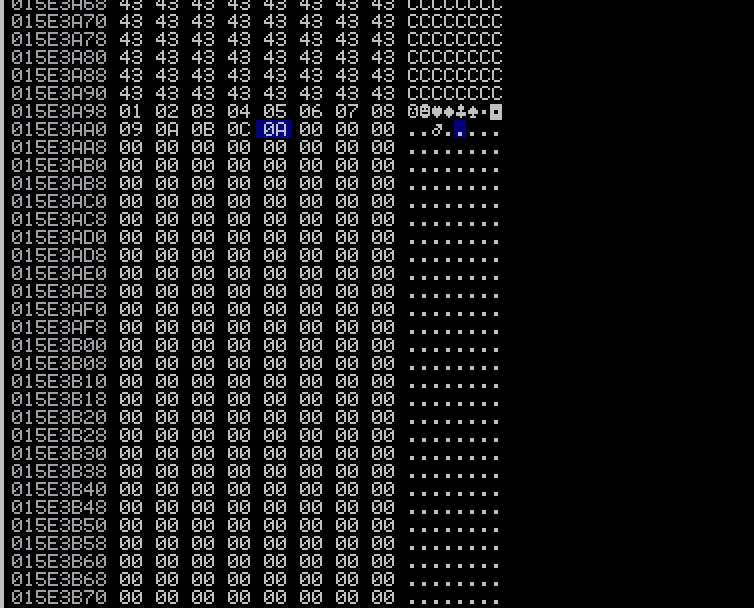 015E3A68 43 43 43 43 43 43 43 43 CCCCCCCC
015E3A70 43 43 43 43 43 43 43 43 CCCCCCCC
015E3A78 43 43 43 43 43 43 43 43 CCCCCCCC
015E3A80 43 43 43 43 43 43 43 43 CCCCCCCC
015E3A88 43 43 43 43 43 43 43 43 CCCCCCCC
015E3A90 43 43 43 43 43 43 43 43 CCCCCCCC
015E3A98 01 02 03 04 05 06 07 08 ☺☻♥♦♣♠.◘
015E3AA0 09 0A 0B 0C 0A 00 00 00 ..♂.....
015E3AA8 00 00 00 00 00 00 00 00 ........
015E3AB0 00 00 00 00 00 00 00 00 ........
015E3AB8 00 00 00 00 00 00 00 00 ........
015E3AC0 00 00 00 00 00 00 00 00 ........
015E3AC8 00 00 00 00 00 00 00 00 ........
015E3AD0 00 00 00 00 00 00 00 00 ........
015E3AD8 00 00 00 00 00 00 00 00 ........
015E3AE0 00 00 00 00 00 00 00 00 ........
015E3AE8 00 00 00 00 00 00 00 00 ........
015E3AF0 00 00 00 00 00 00 00 00 ........
015E3AF8 00 00 00 00 00 00 00 00 ........
015E3B00 00 00 00 00 00 00 00 00 ........
015E3B08 00 00 00 00 00 00 00 00 ........
015E3B10 00 00 00 00 00 00 00 00 ........
015E3B18 00 00 00 00 00 00 00 00 ........
015E3B20 00 00 00 00 00 00 00 00 ........
015E3B28 00 00 00 00 00 00 00 00 ........
015E3B30 00 00 00 00 00 00 00 00 ........
015E3B38 00 00 00 00 00 00 00 00 ........
015E3B40 00 00 00 00 00 00 00 00 ........
015E3B48 00 00 00 00 00 00 00 00 ........
015E3B50 00 00 00 00 00 00 00 00 ........
015E3B58 00 00 00 00 00 00 00 00 ........
015E3B60 00 00 00 00 00 00 00 00 ........
015E3B68 00 00 00 00 00 00 00 00 ........
015E3B70 00 00 00 00 00 00 00 00 ........